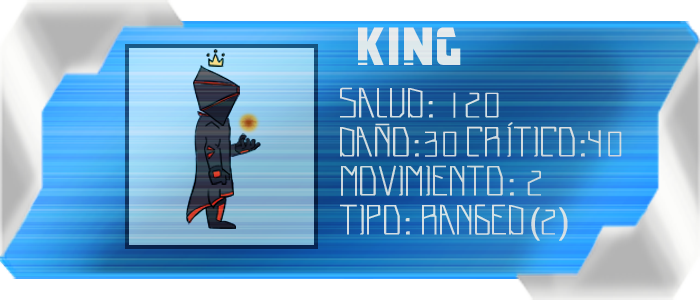 KING
SALUD: 120
DAÑO:30 CRÍTICO:40
MOVIMIENTO: 2
TIPO: RANGED(2)